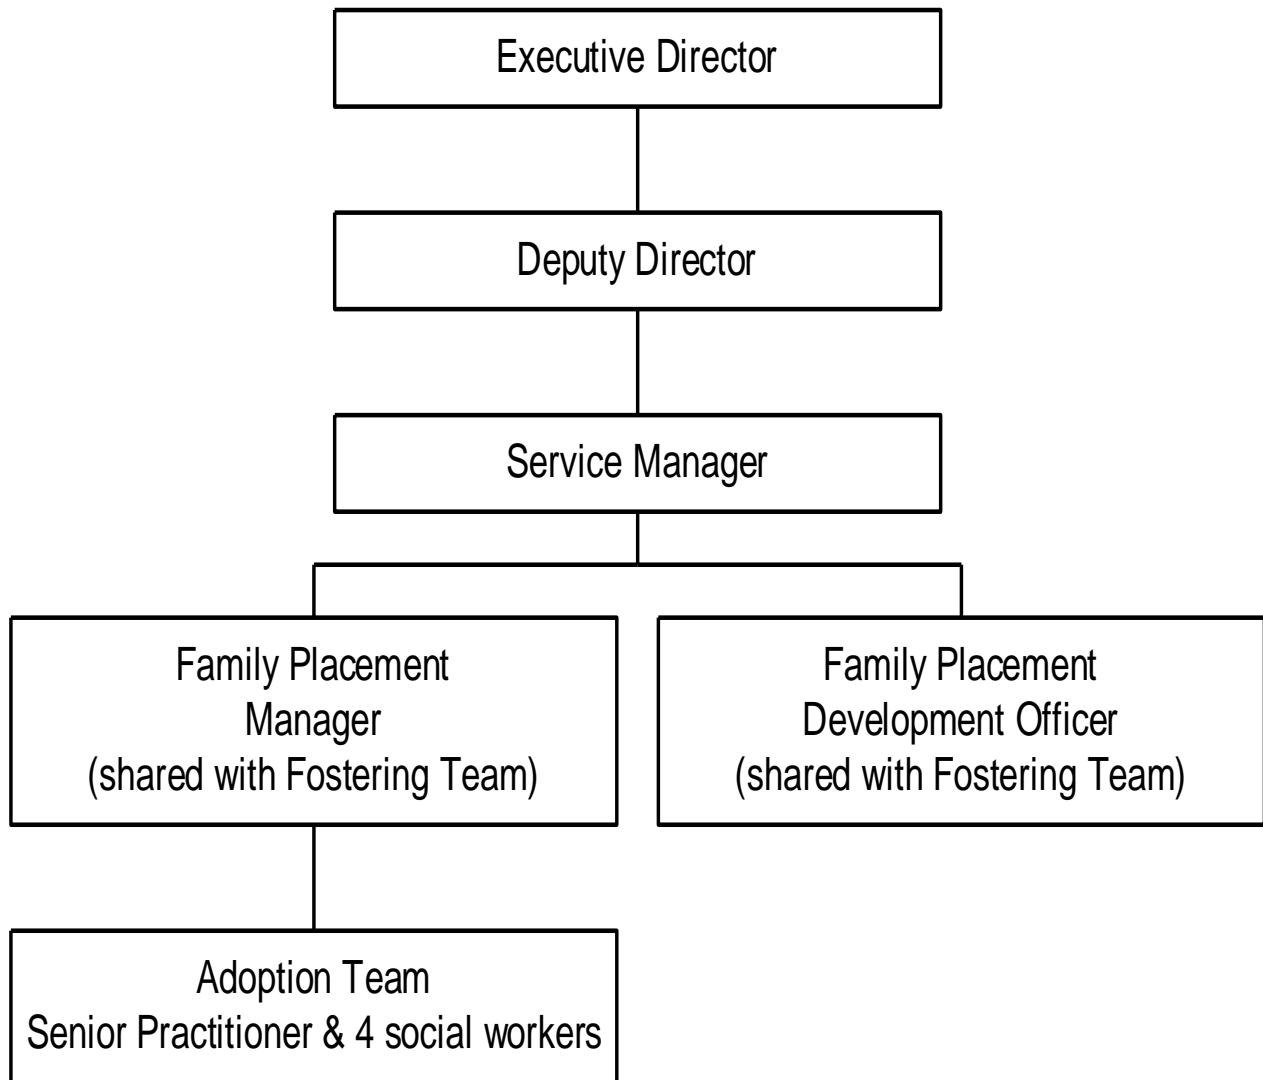 Executive Director
Deputy Director
Service Manager
Family Placement
Manager
(shared with Fostering Team)
Family Placement
Development Officer
(shared with Fostering Team)
Adoption Team
Senior Practitioner & 4 social workers